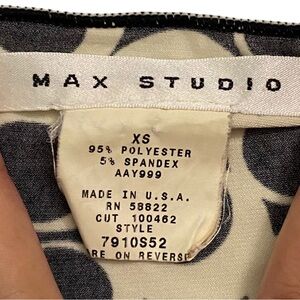 MAX STUDIO
XS
95% POLYESTER
5% SPANDEX
AAY999
MADE IN U.S.A.
RN 58822
CUT 100462
STYLE
7910S52
RE ON REVERSE